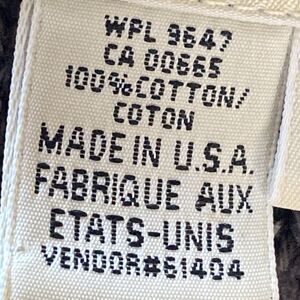 WPL 9647
CA 00665
100% COTTON/
COTON
MADE IN U.S.A.
FABRIQUE AUX
ETATS-UNIS
VENDOR#61404